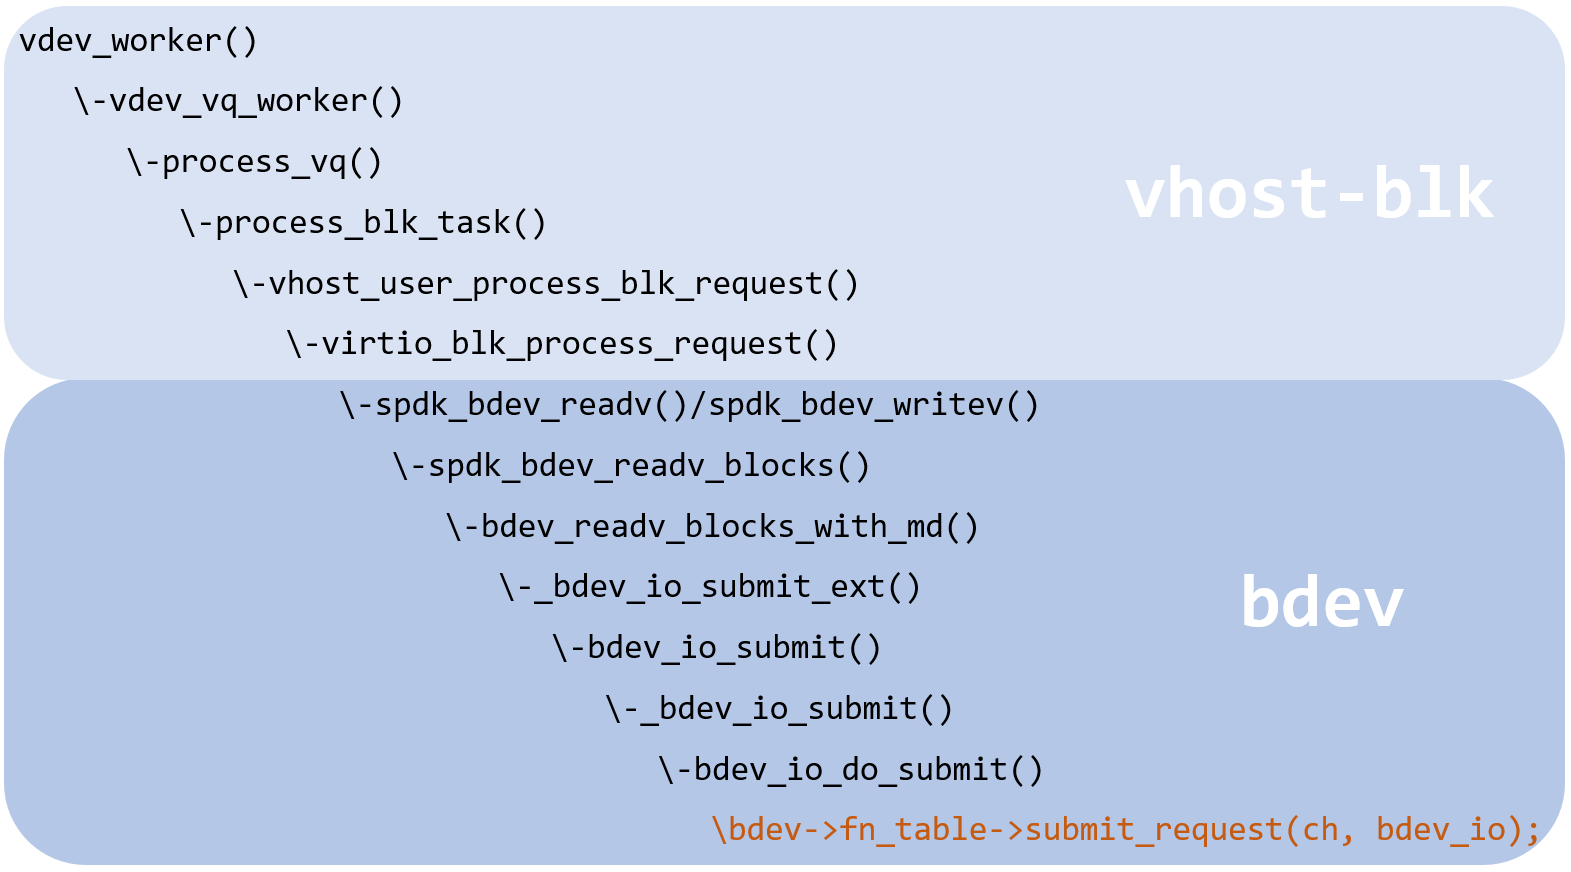 vdev_worker()
\-vdev_vq_worker()
\-process_vq()
vhost-blk
\-process_blk_task()
\-vhost_user_process_blk_request()
\-virtio_blk_process_request()
\-spdk_bdev_readv()/spdk_bdev_writev()
\-spdk_bdev_readv_blocks()
\-bdev_readv_blocks_with_md()
\-_bdev_io_submit_ext()
bdev
\-bdev_io_submit()
\-_bdev_io_submit()
\-bdev_io_do_submit()
\bdev->fn_table->submit_request(ch, bdev_io);